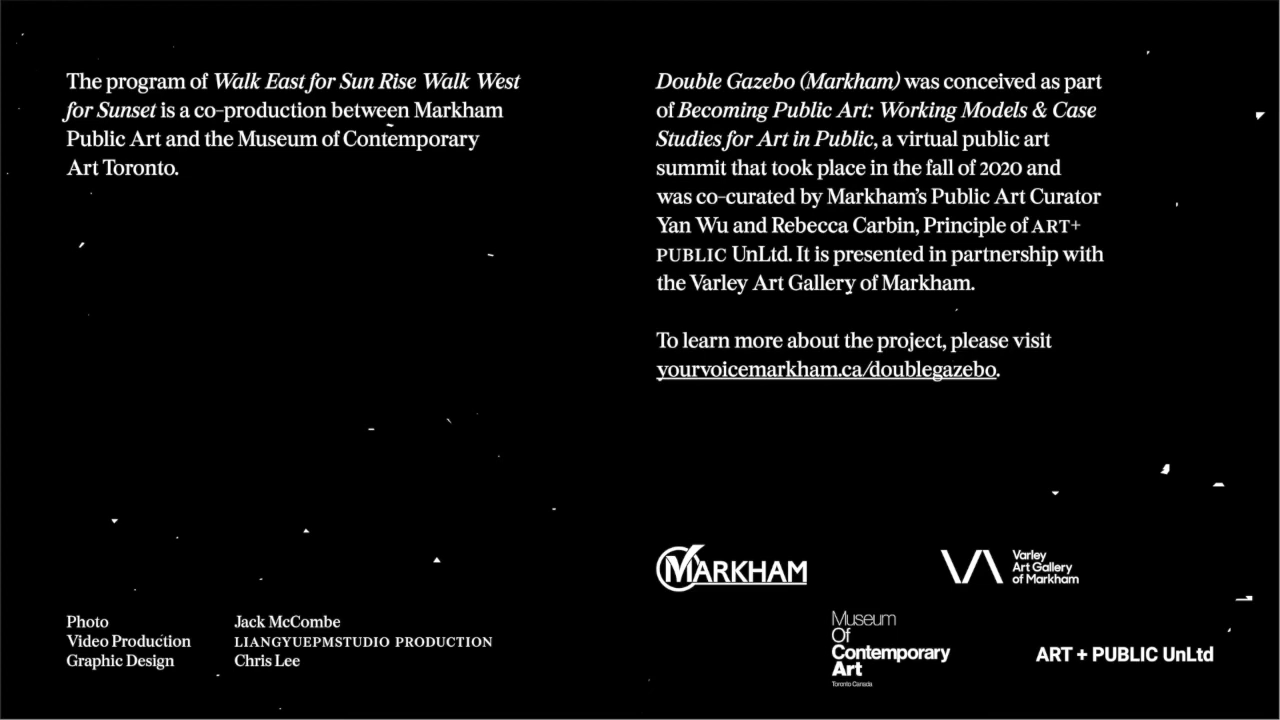 The program of Walk East for Sun Rise Walk West
for Sunset is a co-production between Markham
Public Art and the Museum of Contemporary
Art Toronto.
Double Gazebo (Markham) was conceived as part
of Becoming Public Art: Working Models & Case
Studies for Art in Public, a virtual public art
summit that took place in the fall of 2020 and
was co-curated by Markham's Public Art Curator
Yan Wu and Rebecca Carbin, Principle of ART+
PUBLIC UnLtd. It is presented in partnership with
the Varley Art Gallery of Markham.
To learn more about the project, please visit
yourvoicemarkham.ca/doublegazebo.
Photo Jack McCombe
Video Production LIANGYUEPMSTUDIO PRODUCTION
Graphic Design Chris Lee
MARKHAM
Varley
Art Gallery
of Markham
Museum
Of
Contemporary
Art
Toronto Canada
ART + PUBLIC UnLtd